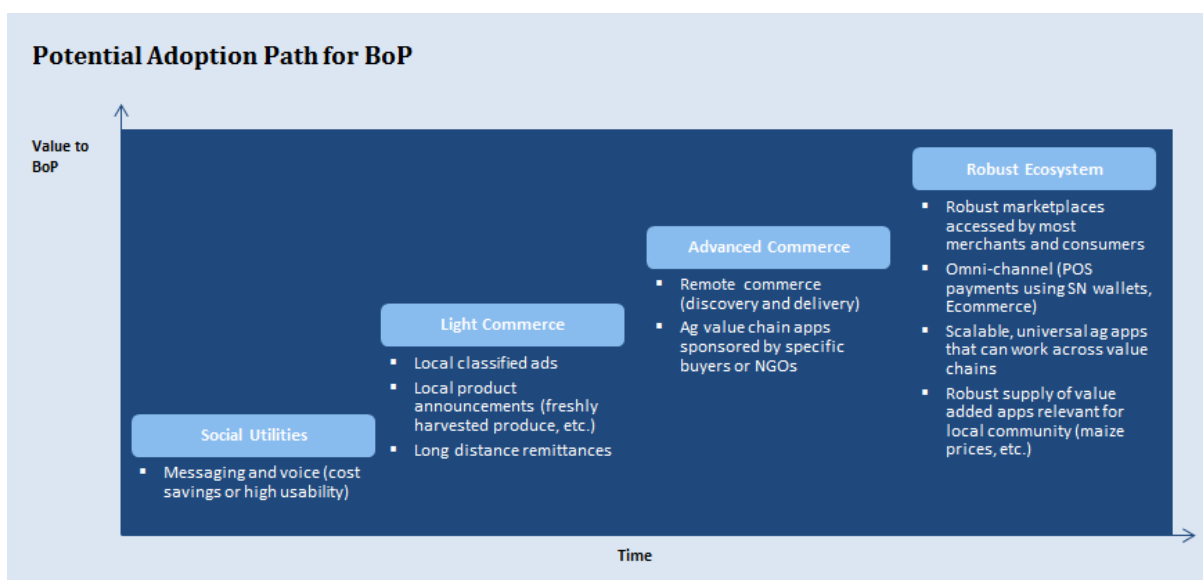 Potential Adoption Path for BoP
Value to
BoP
Social Utilities
▪ Messaging and voice (cost
savings or high usability)
Light Commerce
▪ Local classified ads
▪ Local product
announcements (freshly
harvested produce, etc.)
▪ Long distance remittances
Advanced Commerce
▪ Remote commerce
(discovery and delivery)
▪ Ag value chain apps
sponsored by specific
buyers or NGOs
Robust Ecosystem
▪ Robust marketplaces
accessed by most
merchants and consumers
▪ Omni-channel (POS
payments using SN wallets,
Ecommerce)
▪ Scalable, universal ag apps
that can work across value
chains
▪ Robust supply of value
added apps relevant for
local community (maize
prices, etc.)
Time